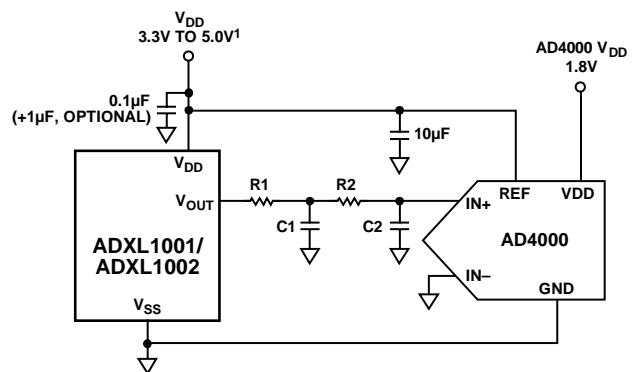 VDD
3.3V TO 5.0V1
AD4000 VDD
1.8V
0.1µF
(+1µF, OPTIONAL)
10µF
VDD
VOUT
R1
R2
C1
C2
IN+
REF
VDD
ADXL1001/
ADXL1002
AD4000
IN–
GND
VSS